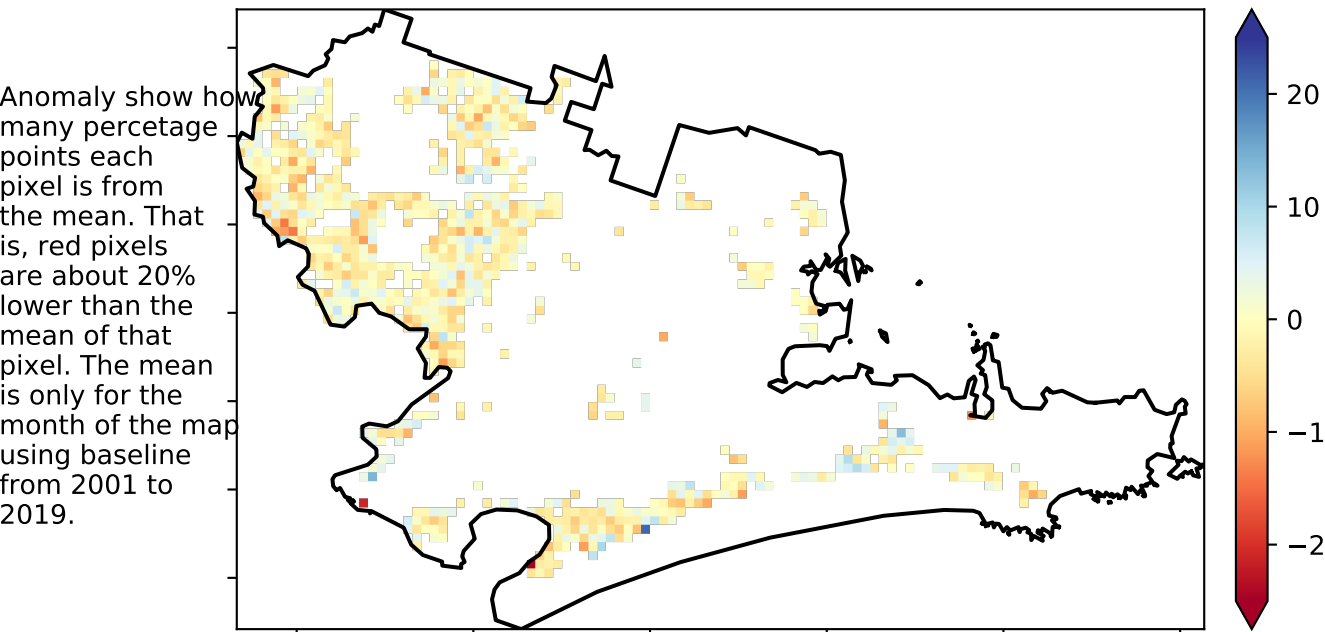 Anomaly show how
many percetage
points each
pixel is from
the mean. That
is, red pixels
are about 20%
lower than the
mean of that
pixel. The mean
is only for the
month of the map
using baseline
from 2001 to
2019.
20
10
0
−1
−2